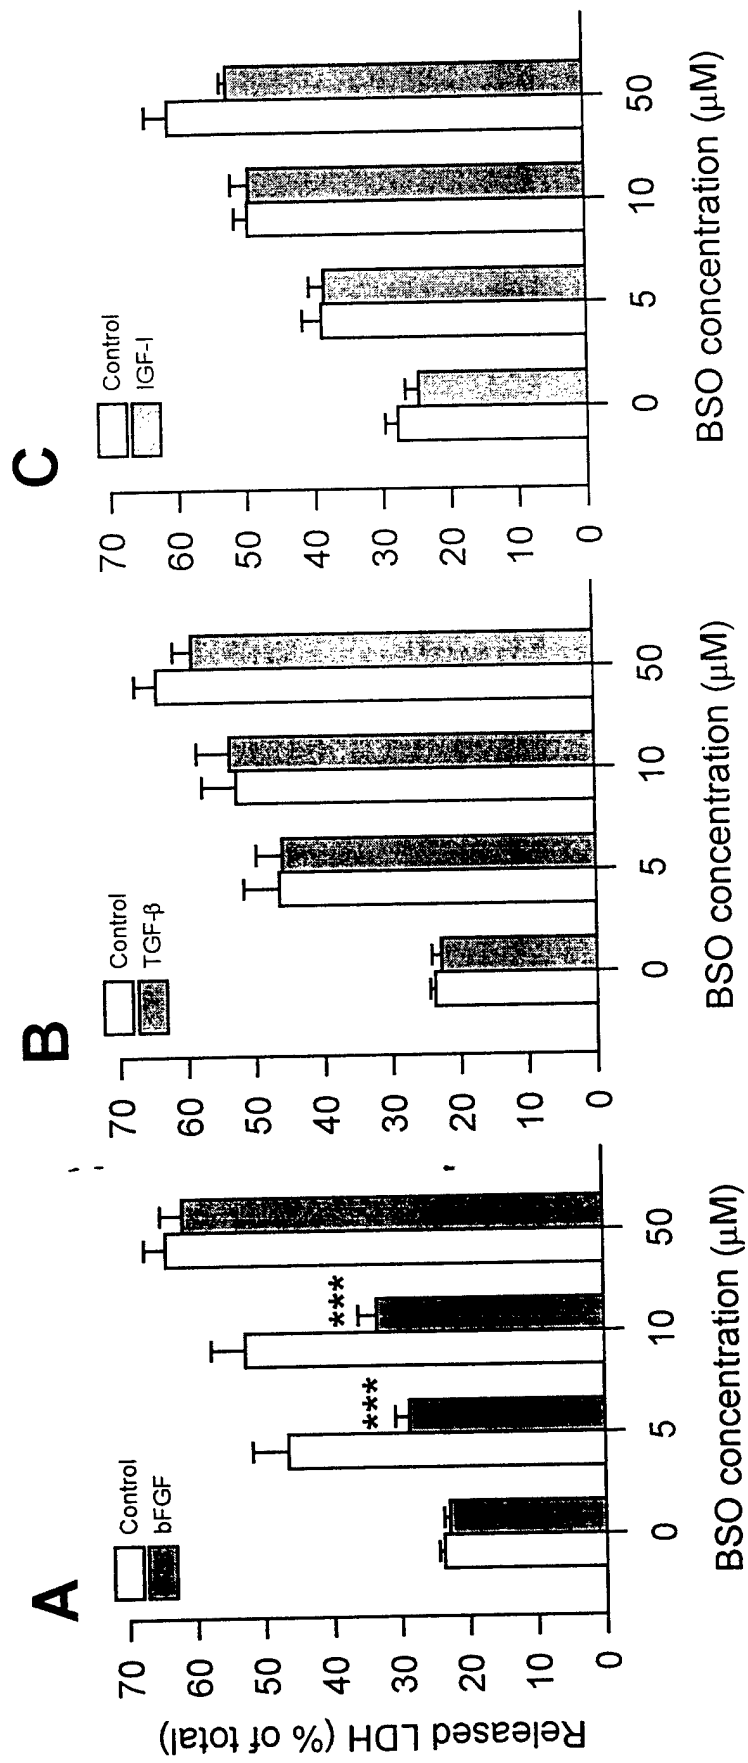 A
Control
bFGF
Released LDH (% of total)
70
60
50
40
30
20
10
0
***
***
0
5
10
50
BSO concentration (μM)
B
Control
TGF-β
70
60
50
40
30
20
10
0
0
5
10
50
BSO concentration (μM)
C
Control
IGF-I
70
60
50
40
30
20
10
0
0
5
10
50
BSO concentration (μM)